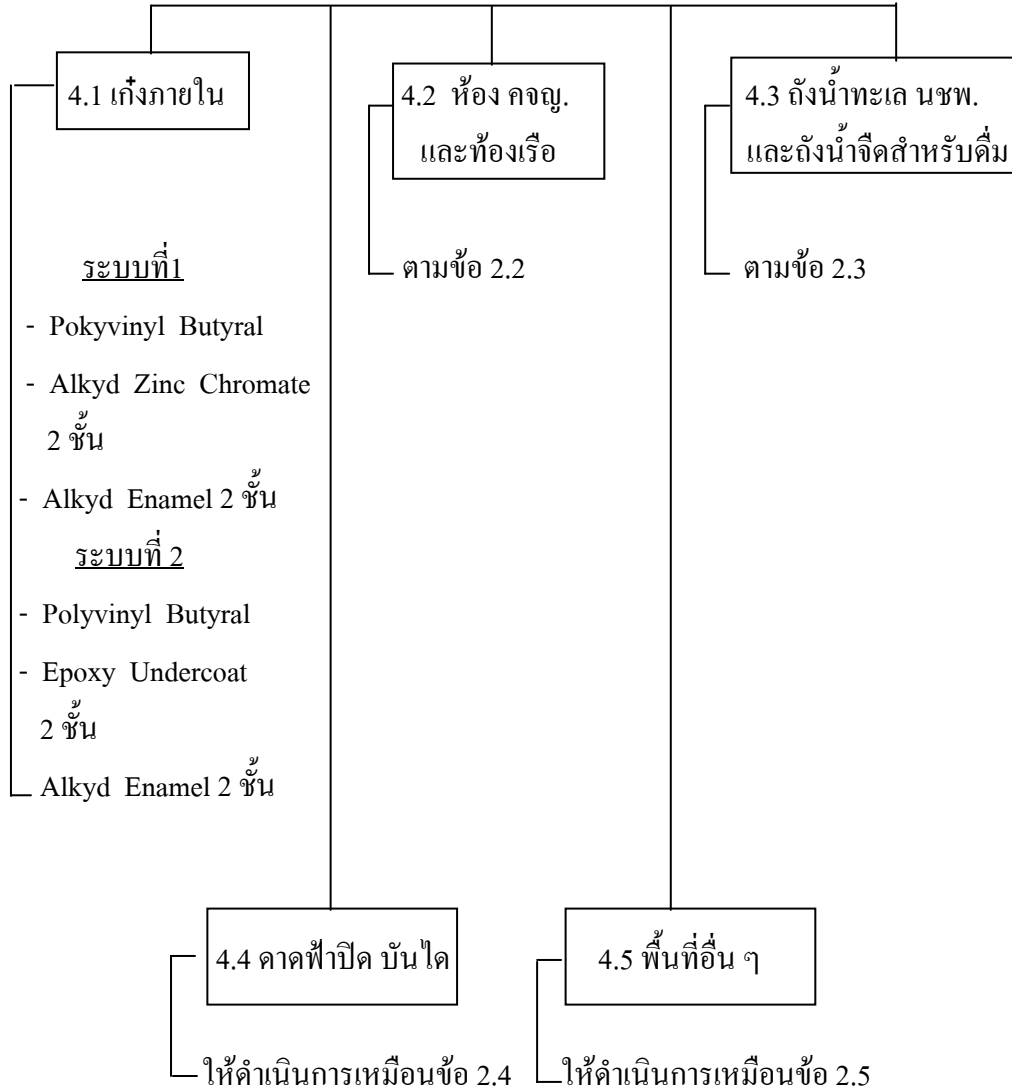 4.1 เก๋งภายใน
ระบบที่1
- Pokyvinyl Butyral
- Alkyd Zinc Chromate
2 ชั้น
- Alkyd Enamel 2 ชั้น
ระบบที่ 2
- Polyvinyl Butyral
- Epoxy Undercoat
2 ชั้น
Alkyd Enamel 2 ชั้น
4.2 ห้อง คจญ.
และท้องเรือ
ตามข้อ 2.2
4.3 ถังน้ำทะเล นชพ.
และถังน้ำจืดสำหรับดื่ม
ตามข้อ 2.3
4.4 ดาดฟ้าปิด บันได
ให้ดำเนินการเหมือนข้อ 2.4
4.5 พื้นที่อื่น ๆ
ให้ดำเนินการเหมือนข้อ 2.5